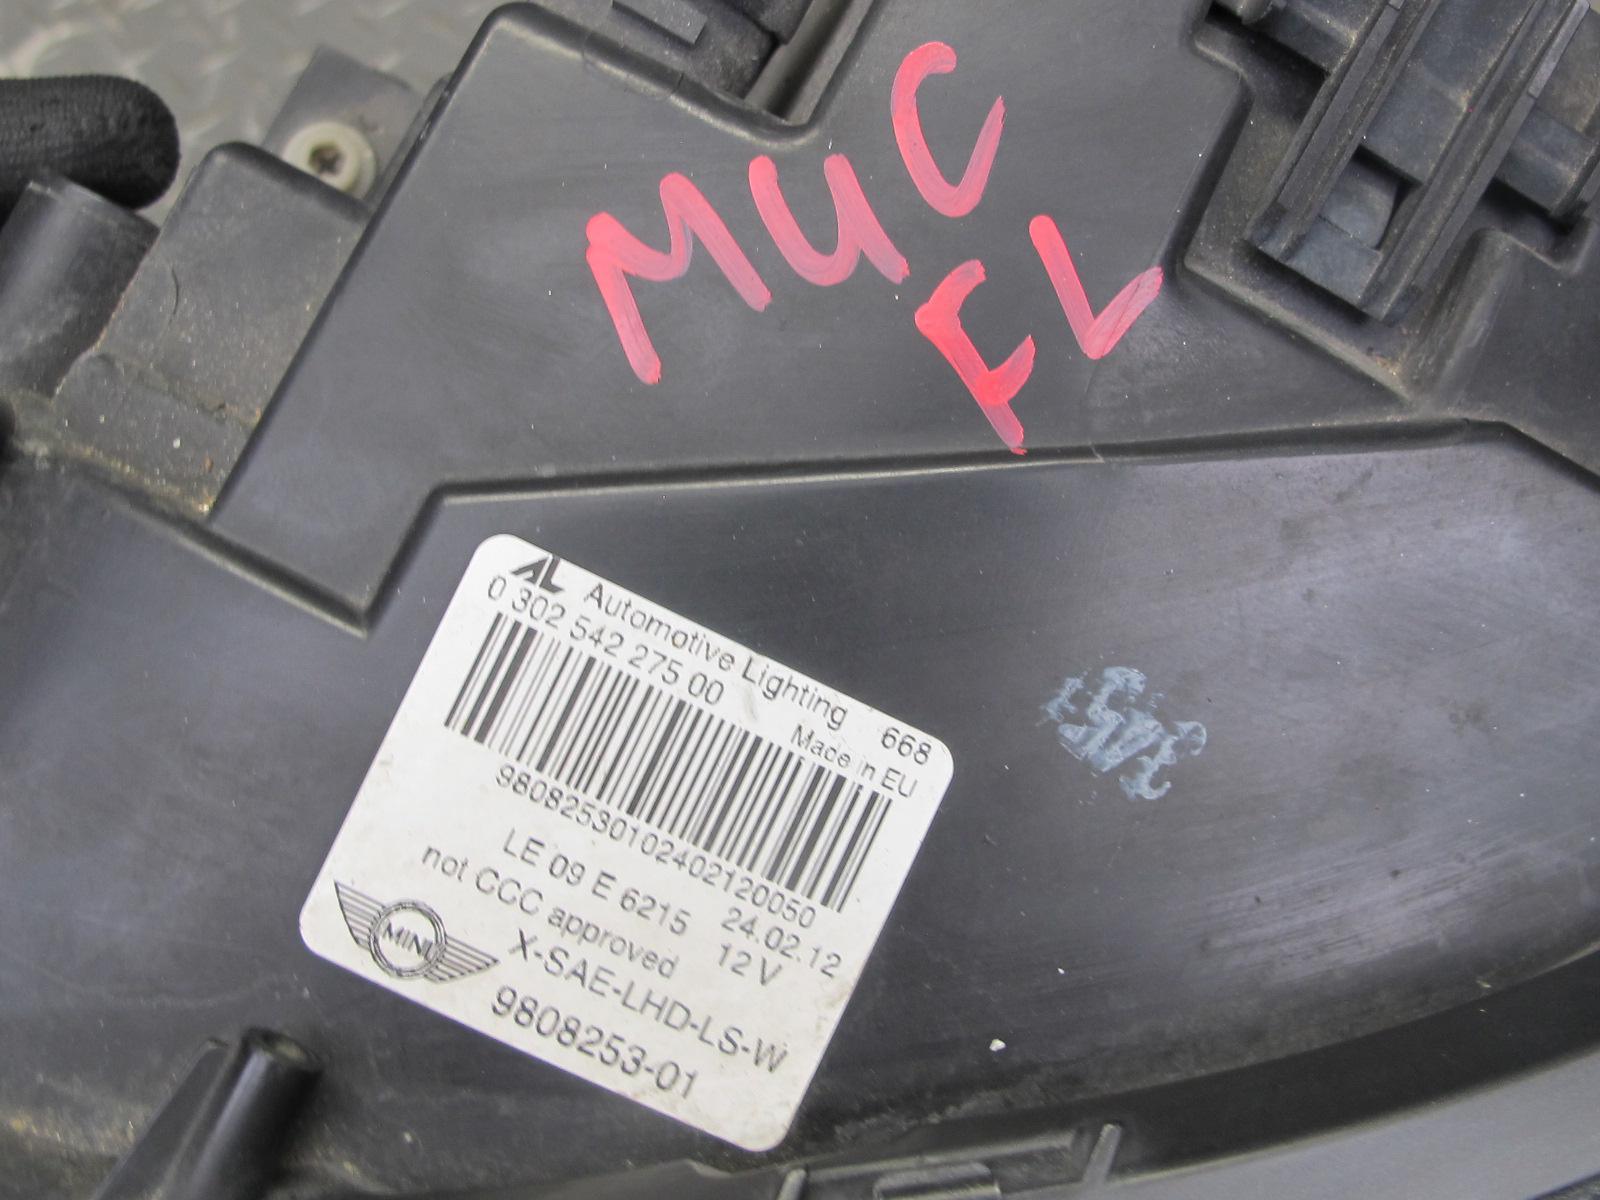 MUC
FL
AL Automotive Lighting 668
0 302 542 275 00 Made in EU
98082530102402120050
LE 09 E 6215 24.02.12
not CCC approved 12 V
MINI X-SAE-LHD-LS-W
9808253-01